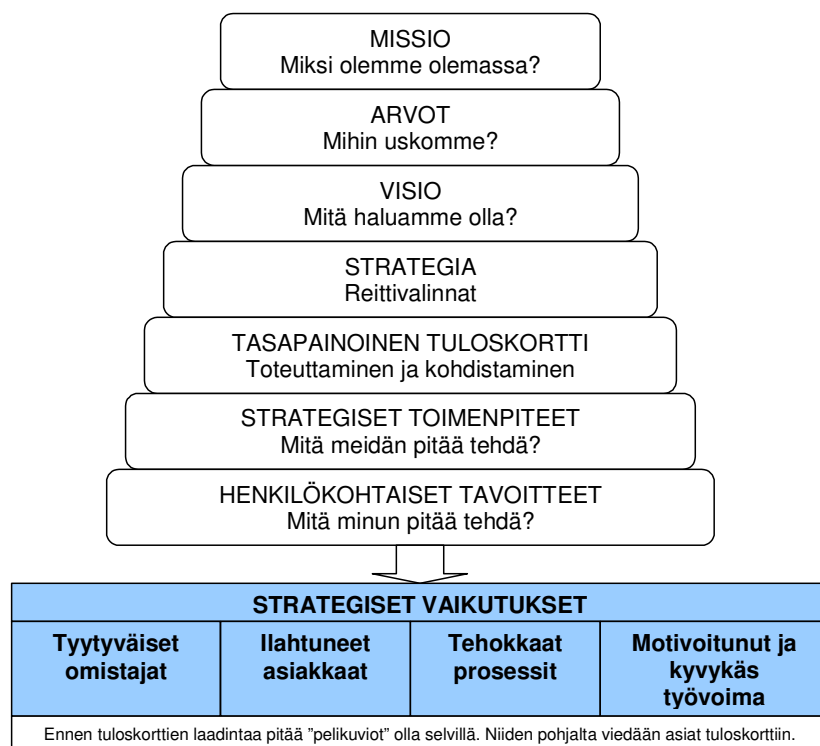 MISSIO
Miksi olemme olemassa?
ARVOT
Mihin uskomme?
VISIO
Mitä haluamme olla?
STRATEGIA
Reittivalinnat
TASAPAINOINEN TULOSKORTTI
Toteuttaminen ja kohdistaminen
STRATEGISET TOIMENPITEET
Mitä meidän pitää tehdä?
HENKILÖKOHTAISET TAVOITTEET
Mitä minun pitää tehdä?
STRATEGISET VAIKUTUKSET
Tyytyväiset
omistajat
Ilahtuneet
asiakkaat
Tehokkaat
prosessit
Motivoitunut ja
kyvykäs
työvoima
Ennen tuloskorttien laadintaa pitää ”pelikuviot” olla selvillä. Niiden pohjalta viedään asiat tuloskorttiin.